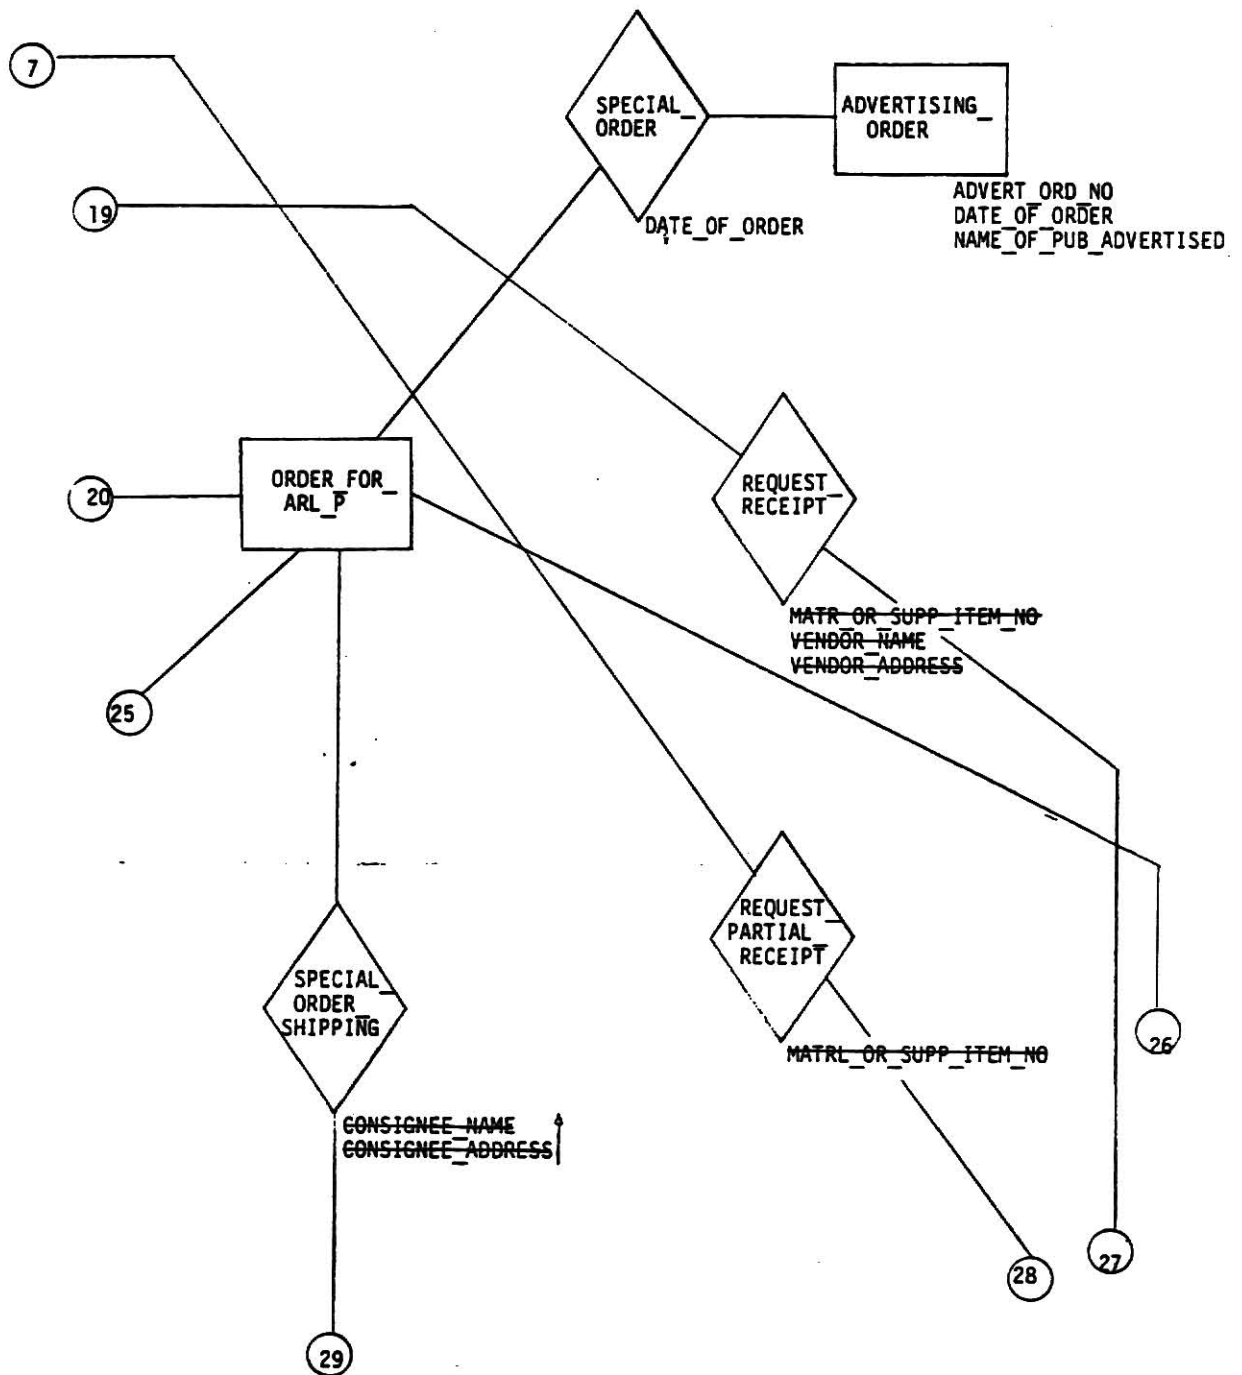 7
SPECIAL_
ORDER
ADVERTISING_
ORDER
ADVERT_ORD_NO
DATE_OF_ORDER
NAME_OF_PUB_ADVERTISED
DATE_OF_ORDER
19
ORDER_FOR_
ARL_P
20
REQUEST_
RECEIPT
MATR_OR_SUPP_ITEM_NO
VENDOR_NAME
VENDOR_ADDRESS
25
REQUEST_
PARTIAL_
RECEIPT
MATRL_OR_SUPP_ITEM_NO
SPECIAL_
ORDER_
SHIPPING
CONSIGNEE_NAME
CONSIGNEE_ADDRESS
26
27
28
29